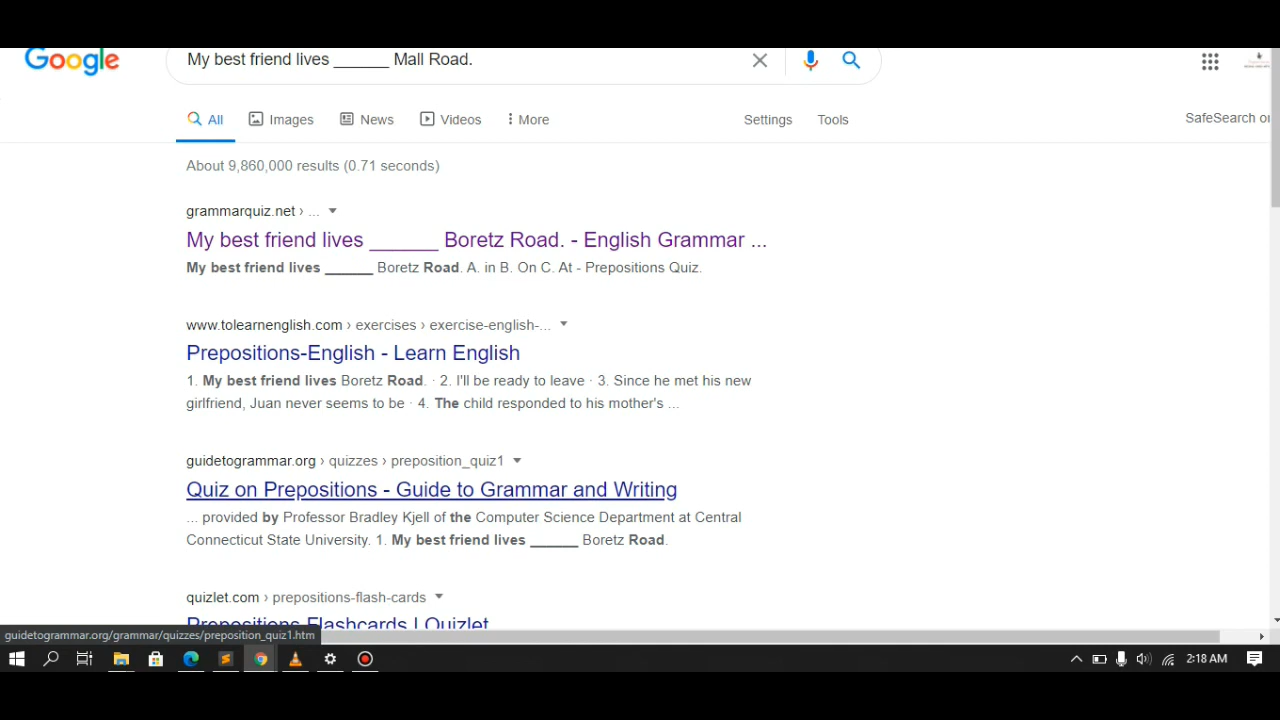 Google
My best friend lives _______ Mall Road.
All Images News Videos More Settings Tools SafeSearch or
About 9,860,000 results (0.71 seconds)
grammarquiz.net › ...
My best friend lives ______ Boretz Road. - English Grammar ...
My best friend lives ______ Boretz Road. A. in B. On C. At - Prepositions Quiz.
www.tolearnenglish.com › exercises › exercise-english-...
Prepositions-English - Learn English
1. My best friend lives Boretz Road. · 2. I'll be ready to leave · 3. Since he met his new
girlfriend, Juan never seems to be · 4. The child responded to his mother's ...
guidetogrammar.org › quizzes › preposition_quiz1
Quiz on Prepositions - Guide to Grammar and Writing
... provided by Professor Bradley Kjell of the Computer Science Department at Central
Connecticut State University. 1. My best friend lives ______ Boretz Road.
quizlet.com › prepositions-flash-cards
Prepositions Flashcards | Quizlet
guidetogrammar.org/grammar/quizzes/preposition_quiz1.htm
2:18 AM